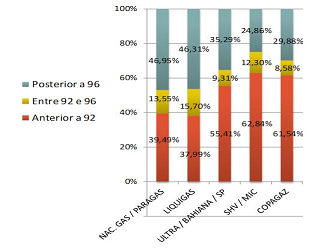 100%
80%
60%
40%
20%
0%
46,95% 46,31% 35,29% 24,86% 29,88%
13,55% 15,70% 9,31% 12,30% 8,58%
39,49% 37,99% 55,41% 62,84% 61,54%
Posterior a 96
Entre 92 e 96
Anterior a 92
NAC. GAS / PARAGAS
LIQUIGAS
ULTRA / BAHIANA / SP
SHV / MIC
COPAGAZ